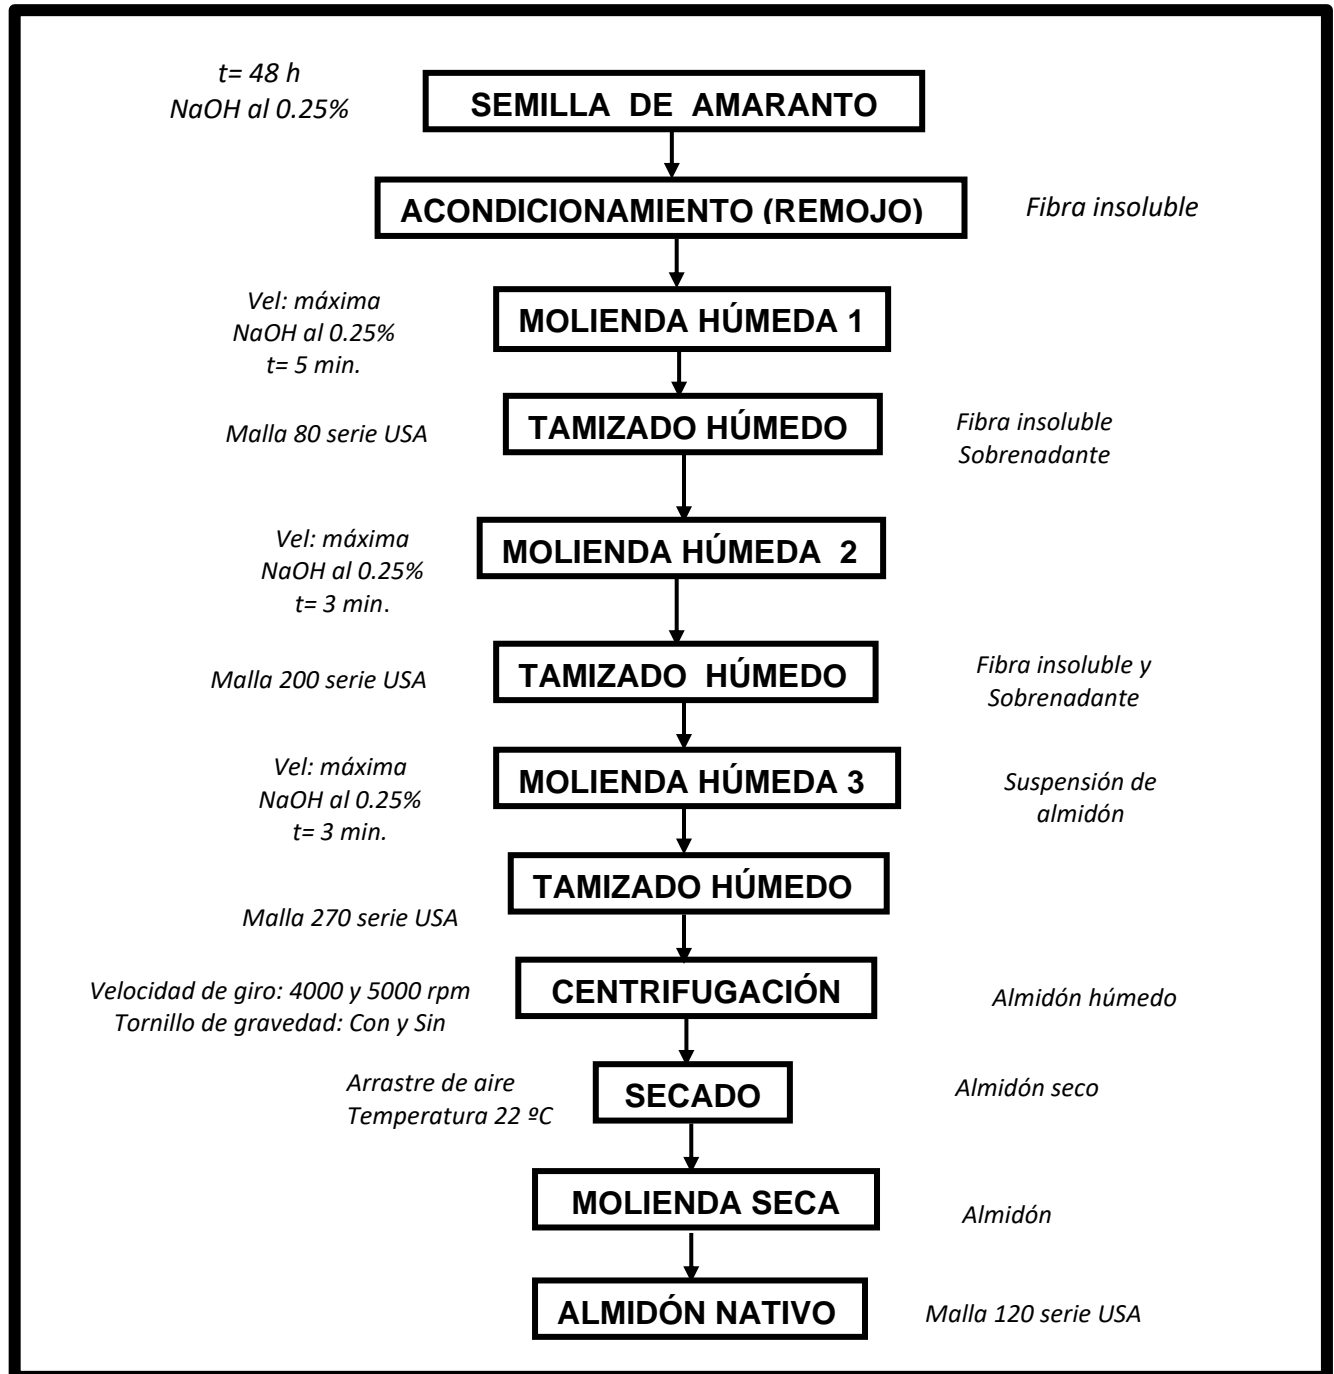 t= 48 h
NaOH al 0.25%
SEMILLA DE AMARANTO
ACONDICIONAMIENTO (REMOJO)
Fibra insoluble
Vel: máxima
NaOH al 0.25%
t= 5 min.
MOLIENDA HÚMEDA 1
Malla 80 serie USA
TAMIZADO HÚMEDO
Fibra insoluble
Sobrenadante
Vel: máxima
NaOH al 0.25%
t= 3 min.
MOLIENDA HÚMEDA 2
Malla 200 serie USA
TAMIZADO HÚMEDO
Fibra insoluble y
Sobrenadante
Vel: máxima
NaOH al 0.25%
t= 3 min.
MOLIENDA HÚMEDA 3
Suspensión de
almidón
TAMIZADO HÚMEDO
Malla 270 serie USA
Velocidad de giro: 4000 y 5000 rpm
Tornillo de gravedad: Con y Sin
CENTRIFUGACIÓN
Almidón húmedo
Arrastre de aire
Temperatura 22 ºC
SECADO
Almidón seco
MOLIENDA SECA
Almidón
ALMIDÓN NATIVO
Malla 120 serie USA